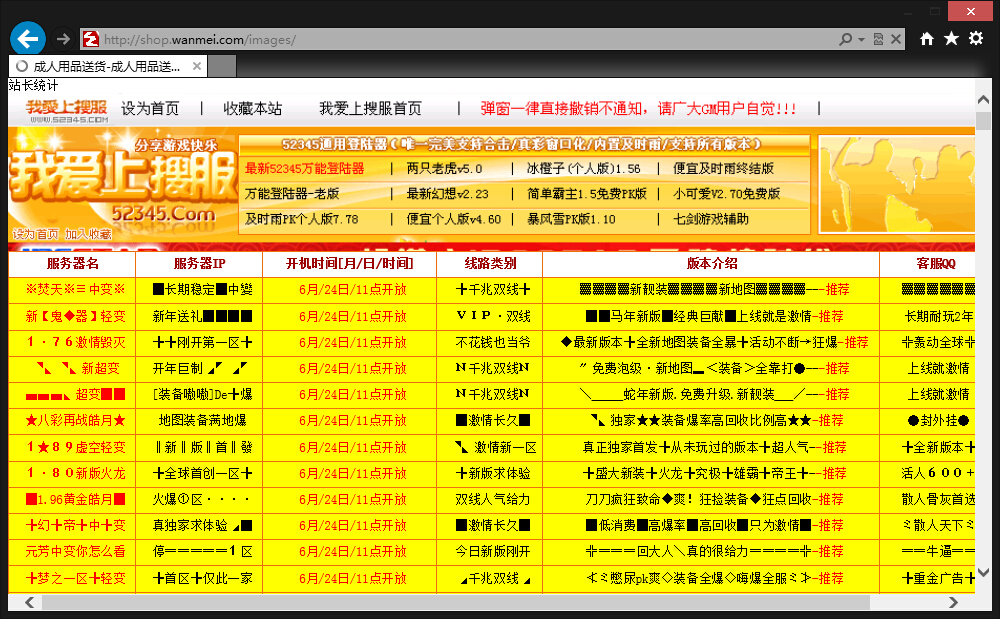 http://shop.wanmei.com/images/
成人用品送货-成人用品送...
站长统计
我爱上搜服 设为首页 | 收藏本站 我爱上搜服首页 | 弹窗一律直接撤销不通知，请广大GM用户自觉!!! |
WWW.52345.COM
分享游戏快乐
我爱上搜服
52345.Com
设为首页 加入收藏
52345通用登陆器(唯一完美支持合击/真彩窗口化/内置及时雨/支持所有版本)
最新52345万能登陆器 | 两只老虎v5.0 | 冰橙子(个人版)1.56 | 便宜及时雨终结版
万能登陆器-老版 | 最新幻想v2.23 | 简单霸主1.5免费PK版 | 小可爱V2.70免费版
及时雨PK个人版7.78 | 便宜个人版v4.60 | 暴风雪PK版1.10 | 七剑游戏辅助
服务器名 服务器IP 开机时间[月/日/时间] 线路类别 版本介绍 客服QQ
※焚天※≡中变※ ■长期稳定■中變 6月/24日/11点开放 ╋千兆双线╋ ▓▓▓▓新靓装▓▓▓▓新地图▓▓▓▓---推荐 ▓▓▓▓▓▓
新【鬼◆器】轻变 新年送礼■■■■ 6月/24日/11点开放 ＶＩＰ·双线 ■■马年新版■经典巨献■上线就是激情-推荐 长期耐玩2年
１·７６激情毁灭 ╋╋刚开第一区╋ 6月/24日/11点开放 不花钱也当爷 ◆最新版本╋全新地图装备全暴╋活动不断→狂爆-推荐 ╬轰动全球╬
◥◣ ◥◣ 新超变 开年巨制◢◤ ◢◤ 6月/24日/11点开放 Ｎ千兆双线Ｎ 〃免费泡级·新地图▂＜装备＞全靠打●---推荐 上线就激情
▅▅▅◣超变■■ [装备嗷嗷]De╋爆 6月/24日/11点开放 Ｎ千兆双线Ｎ ＼_____蛇年新版.免费升级.新靓装___／--推荐 上线就激情
★八彩再战皓月★ 地图装备满地爆 6月/24日/11点开放 ■激情长久■ ◥◣独家★★装备爆率高回收比例高★★-推荐 ●封外挂●
１★８９虚空轻变 ‖新‖版‖首‖發 6月/24日/11点开放 ◥◣激情新一区 真正独家首发╋从未玩过的版本╋超人气--推荐 ╋全新版本╋
１·８０新版火龙 ╋全球首创一区╋ 6月/24日/11点开放 ╋新版求体验 ╋盛大新装╋火龙╋究极╋雄霸╋帝王╋--推荐 活人６００＋
■1.96黄金皓月■ 火爆①区···· 6月/24日/11点开放 双线人气给力 刀刀疯狂致命◆爽！狂捡装备◆狂点回收-推荐 散人骨灰首选
╋幻╋帝╋中╋变 真独家求体验◢■ 6月/24日/11点开放 ■激情长久■ ■低消费■高爆率■高回收■只为激情■-推荐 ミ散人天下ミ
元芳中变你怎么看 停＝＝＝＝＝１区 6月/24日/11点开放 今日新版刚开 ╬＝＝＝回大人＼真的很给力＝＝＝＝╬-推荐 ＝＝牛逼＝＝
╋梦之一区╋轻变 ╋首区╋仅此一家 6月/24日/11点开放 ◢千兆双线◢ ≮ミ憋尿pk爽◇装备全爆◇嗨爆全服ミ≯-推荐 ╋重金广告╋